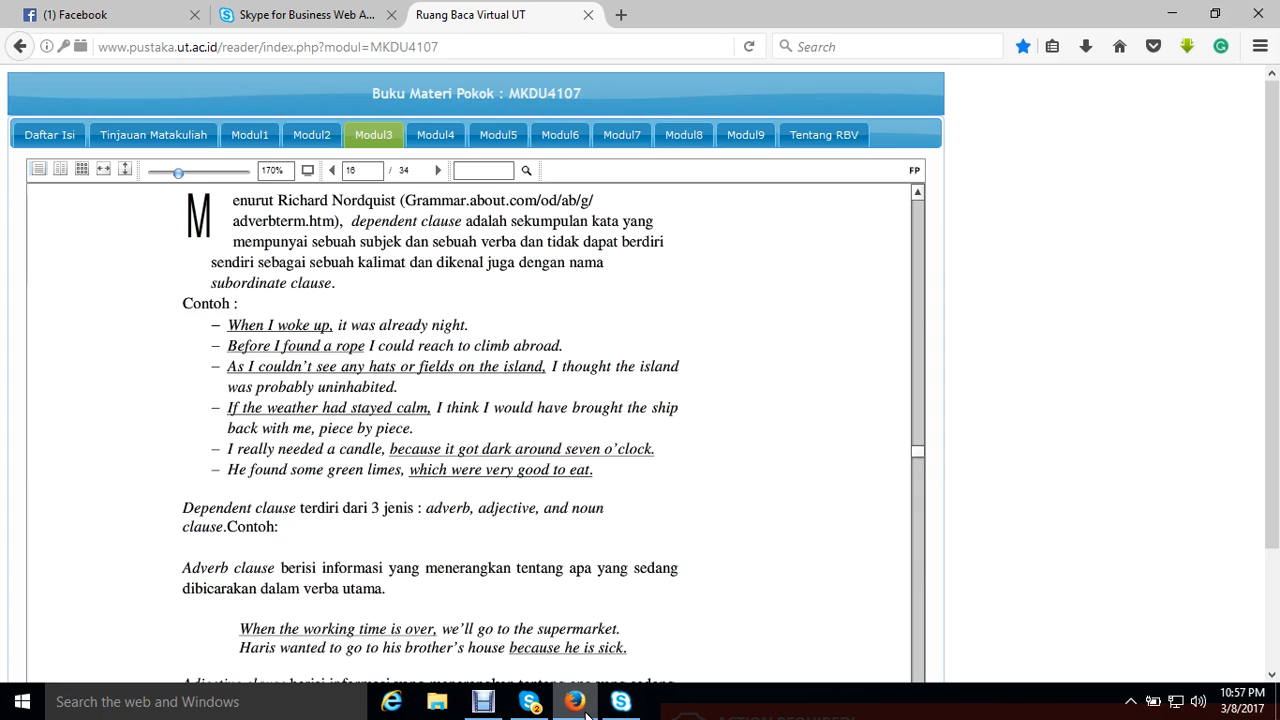 (1) Facebook
Skype for Business Web A...
Ruang Baca Virtual UT
www.pustaka.ut.ac.id/reader/index.php?modul=MKDU4107
Search
Buku Materi Pokok : MKDU4107
Daftar Isi
Tinjauan Matakuliah
Modul1
Modul2
Modul3
Modul4
Modul5
Modul6
Modul7
Modul8
Modul9
Tentang RBV
170%
16 / 34
FP
Menurut Richard Nordquist (Grammar.about.com/od/ab/g/
adverbterm.htm), dependent clause adalah sekumpulan kata yang
mempunyai sebuah subjek dan sebuah verba dan tidak dapat berdiri
sendiri sebagai sebuah kalimat dan dikenal juga dengan nama
subordinate clause.
Contoh :
– When I woke up, it was already night.
– Before I found a rope I could reach to climb abroad.
– As I couldn't see any hats or fields on the island, I thought the island
was probably uninhabited.
– If the weather had stayed calm, I think I would have brought the ship
back with me, piece by piece.
– I really needed a candle, because it got dark around seven o'clock.
– He found some green limes, which were very good to eat.
Dependent clause terdiri dari 3 jenis : adverb, adjective, and noun
clause.Contoh:
Adverb clause berisi informasi yang menerangkan tentang apa yang sedang
dibicarakan dalam verba utama.
When the working time is over, we'll go to the supermarket.
Haris wanted to go to his brother's house because he is sick.
Search the web and Windows
2
10:57 PM
3/8/2017